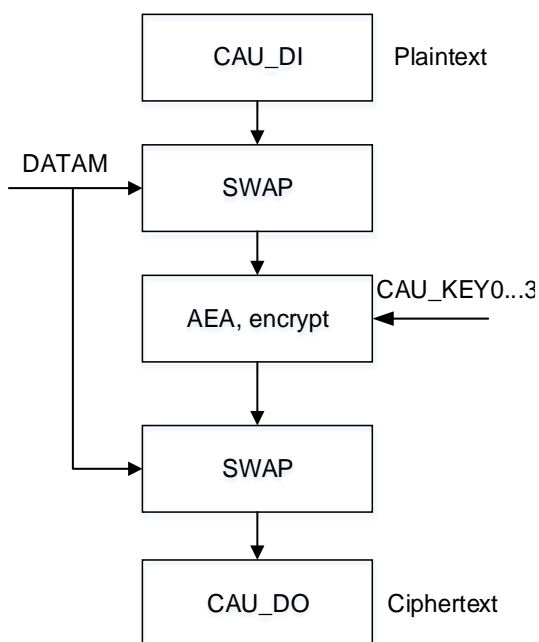 CAU_DI
Plaintext
DATAM
SWAP
CAU_KEY0...3
AEA, encrypt
SWAP
CAU_DO
Ciphertext